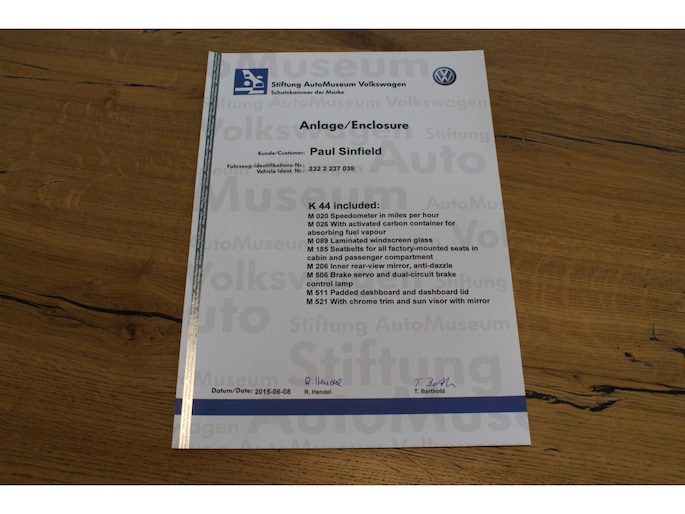 Stiftung AutoMuseum Volkswagen
Schatzkammer der Marke
Anlage/Enclosure
Kunde/Customer: Paul Sinfield
Fahrzeug-Identifikations-Nr.:
Vehicle Ident. Nr.: 232 2 237 039
K 44 included:
M 020 Speedometer in miles per hour
M 026 With activated carbon container for
absorbing fuel vapour
M 089 Laminated windscreen glass
M 185 Seatbelts for all factory-mounted seats in
cabin and passenger compartment
M 206 Inner rear-view mirror, anti-dazzle
M 506 Brake servo and dual-circuit brake
control lamp
M 511 Padded dashboard and dashboard lid
M 521 With chrome trim and sun visor with mirror
Datum/Date: 2015-06-08
R. Hendel
T. Berthold